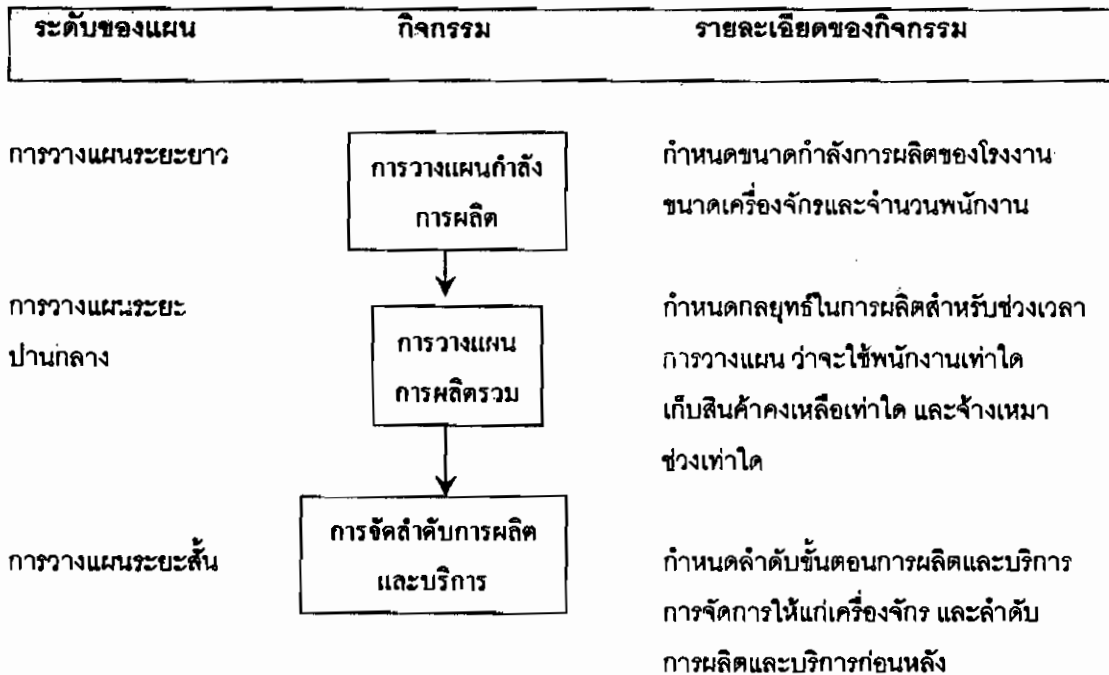 ระดับของแผน กิจกรรม รายละเอียดของกิจกรรม
การวางแผนระยะยาว
การวางแผนกำลัง
การผลิต
กำหนดขนาดกำลังการผลิตของโรงงาน
ขนาดเครื่องจักรและจำนวนพนักงาน
การวางแผนระยะ
ปานกลาง
การวางแผน
การผลิตรวม
กำหนดกลยุทธ์ในการผลิตสำหรับช่วงเวลา
การวางแผน ว่าจะใช้พนักงานเท่าใด
เก็บสินค้าคงเหลือเท่าใด และจ้างเหมา
ช่วงเท่าใด
การวางแผนระยะสั้น
การจัดลำดับการผลิต
และบริการ
กำหนดลำดับขั้นตอนการผลิตและบริการ
การจัดการให้แก่เครื่องจักร และลำดับ
การผลิตและบริการก่อนหลัง